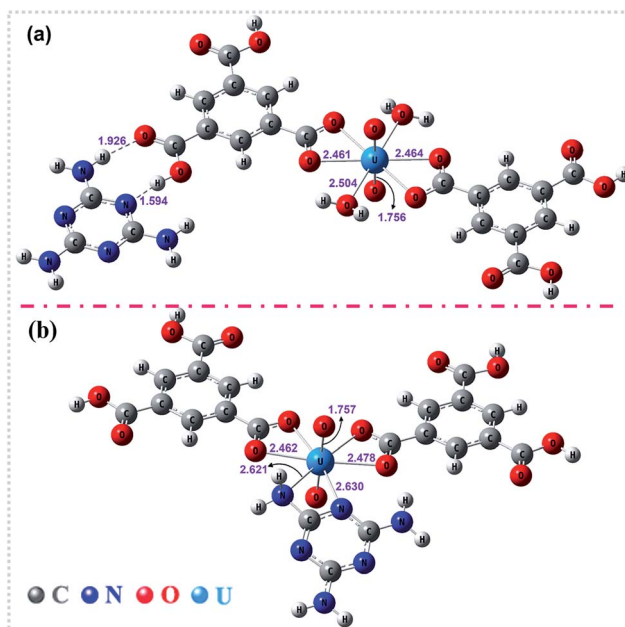 H
(a)
O C O
H C H
C C H O H
O O O C C C O
1.926 H C O 2.461 U 2.464 O
H N H O H C H H O O C
N C N 1.594 2.504 O O C
H N C N C N H H O H 1.756
H
(b)
H
O C O
H C H
H O C C C H
O C C C O O
H C O
1.757
2.462 U 2.478
2.621
H 2.630
H N O
C N
N C N H
C N H
N
H H
C N O U